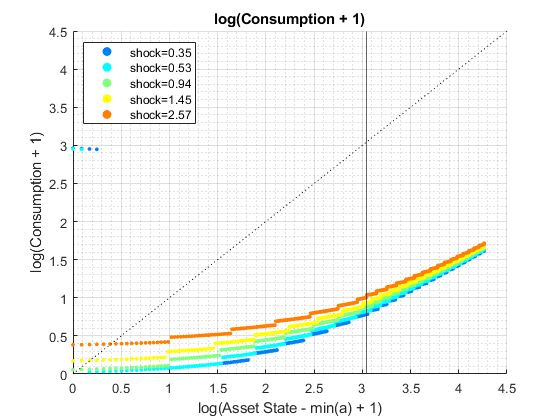 log(Consumption + 1)
4.5
4
3.5
3
2.5
2
1.5
1
0.5
0
log(Consumption + 1)
shock=0.35
shock=0.53
shock=0.94
shock=1.45
shock=2.57
0 0.5 1 1.5 2 2.5 3 3.5 4 4.5
log(Asset State - min(a) + 1)